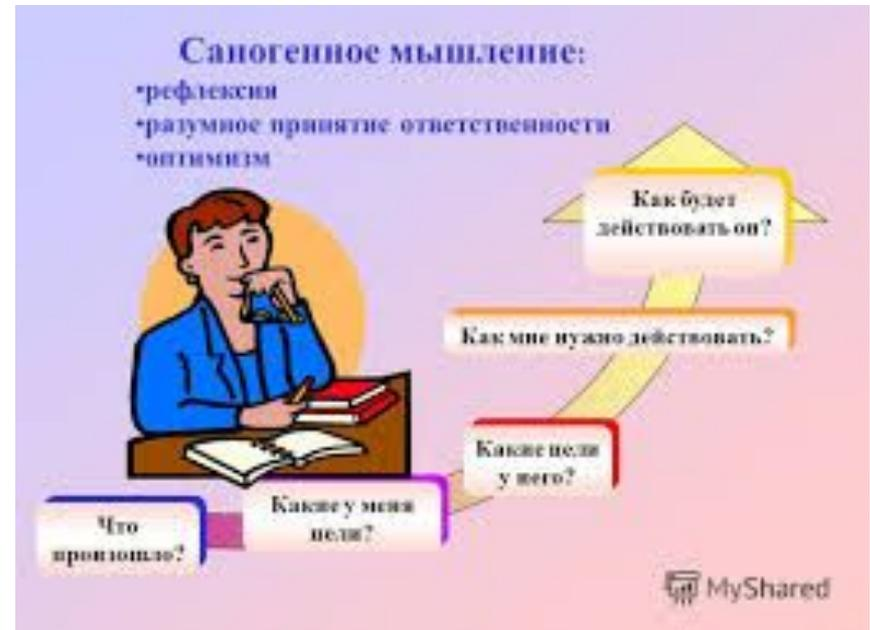 Саногенное мышление:
•рефлексия
•разумное принятие ответственности
•оптимизм
Как будет
действовать он?
Как мне нужно действовать?
Какие цели
у него?
Какие у меня
цели?
Что
произошло?
MyShared